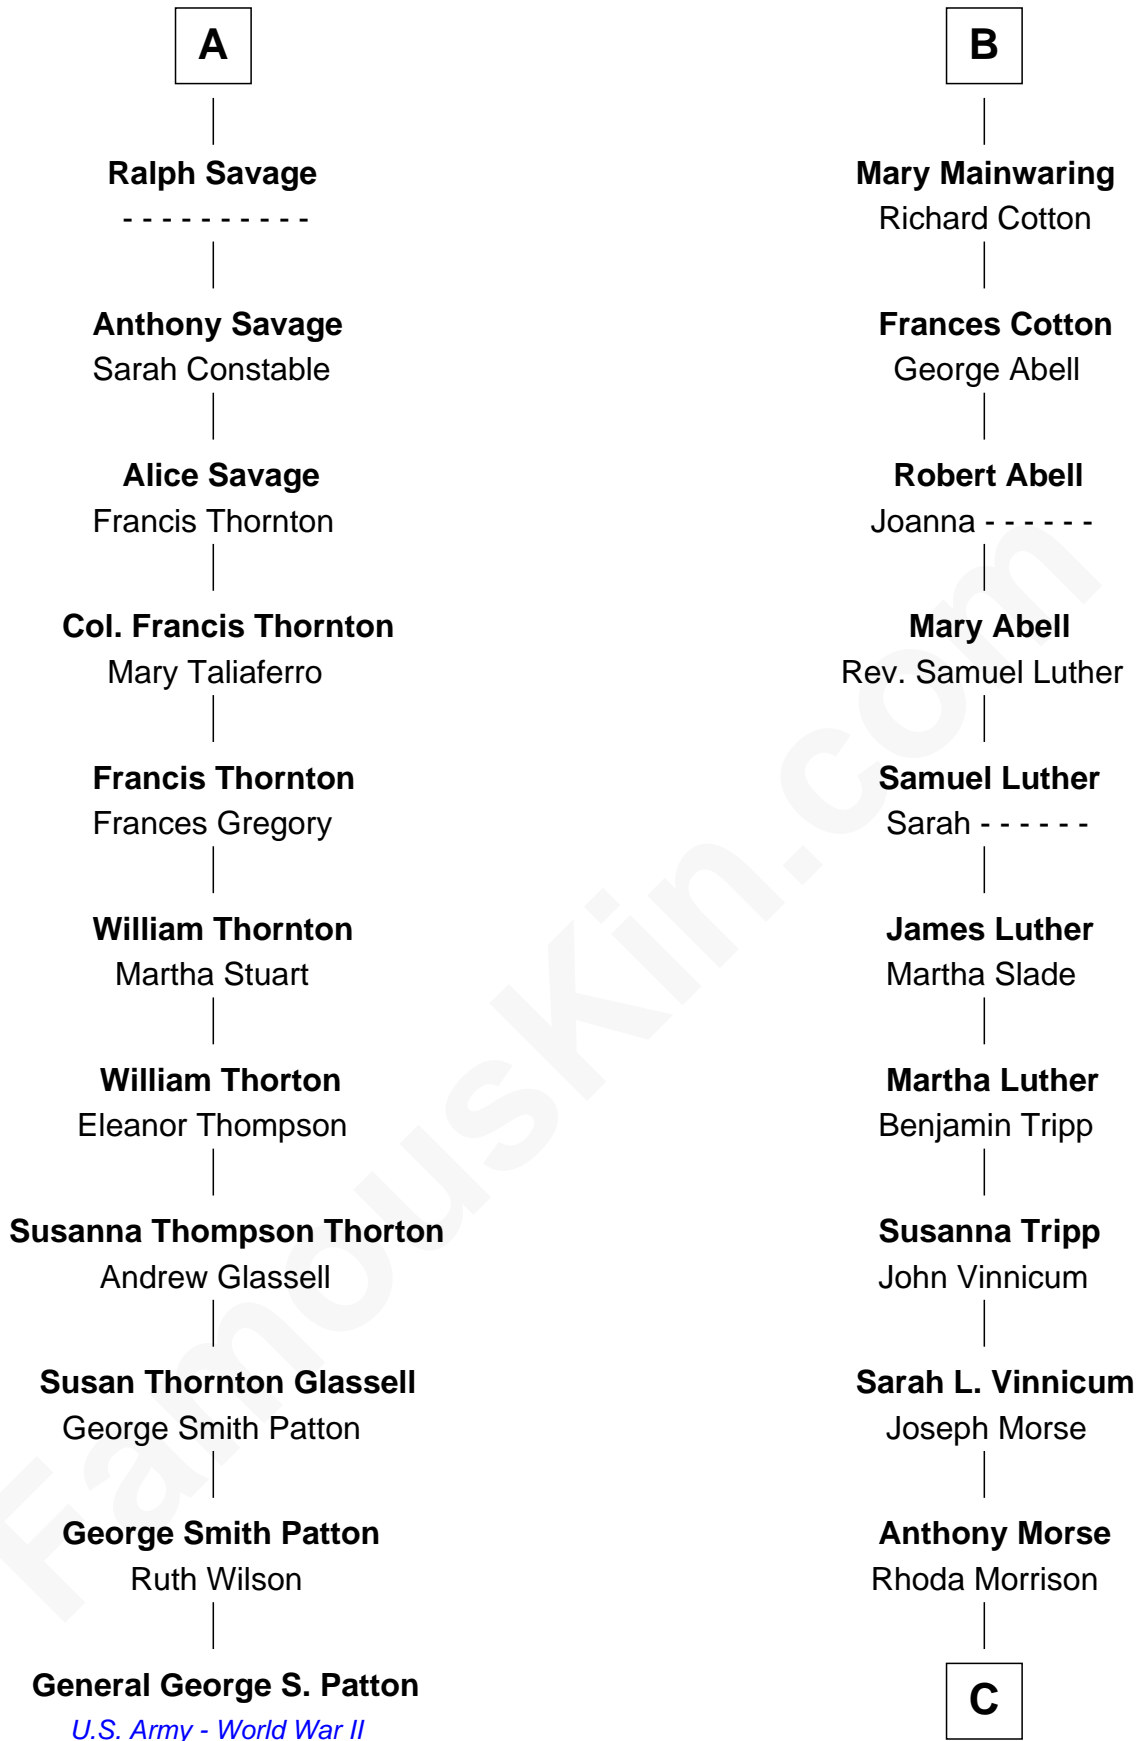 A
Ralph Savage
- - - - - - - - - -
Anthony Savage
Sarah Constable
Alice Savage
Francis Thornton
Col. Francis Thornton
Mary Taliaferro
Francis Thornton
Frances Gregory
William Thornton
Martha Stuart
William Thorton
Eleanor Thompson
Susanna Thompson Thorton
Andrew Glassell
Susan Thornton Glassell
George Smith Patton
George Smith Patton
Ruth Wilson
General George S. Patton
U.S. Army - World War II
B
Mary Mainwaring
Richard Cotton
Frances Cotton
George Abell
Robert Abell
Joanna - - - - - -
Mary Abell
Rev. Samuel Luther
Samuel Luther
Sarah - - - - - -
James Luther
Martha Slade
Martha Luther
Benjamin Tripp
Susanna Tripp
John Vinnicum
Sarah L. Vinnicum
Joseph Morse
Anthony Morse
Rhoda Morrison
C
FamousKin.com